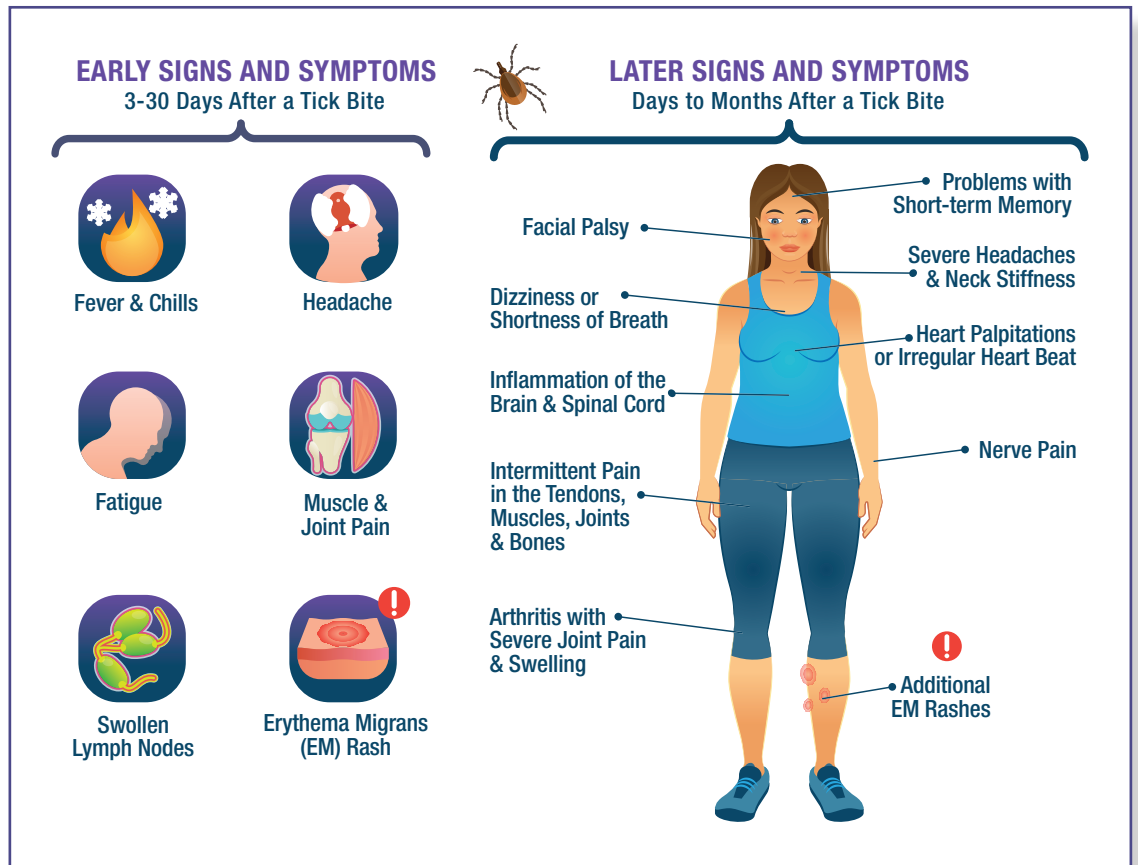 EARLY SIGNS AND SYMPTOMS
3-30 Days After a Tick Bite
Fever & Chills
Headache
Fatigue
Muscle &
Joint Pain
Swollen
Lymph Nodes
Erythema Migrans
(EM) Rash
LATER SIGNS AND SYMPTOMS
Days to Months After a Tick Bite
Facial Palsy
Dizziness or
Shortness of Breath
Inflammation of the
Brain & Spinal Cord
Intermittent Pain
in the Tendons,
Muscles, Joints
& Bones
Arthritis with
Severe Joint Pain
& Swelling
Problems with
Short-term Memory
Severe Headaches
& Neck Stiffness
Heart Palpitations
or Irregular Heart Beat
Nerve Pain
Additional
EM Rashes